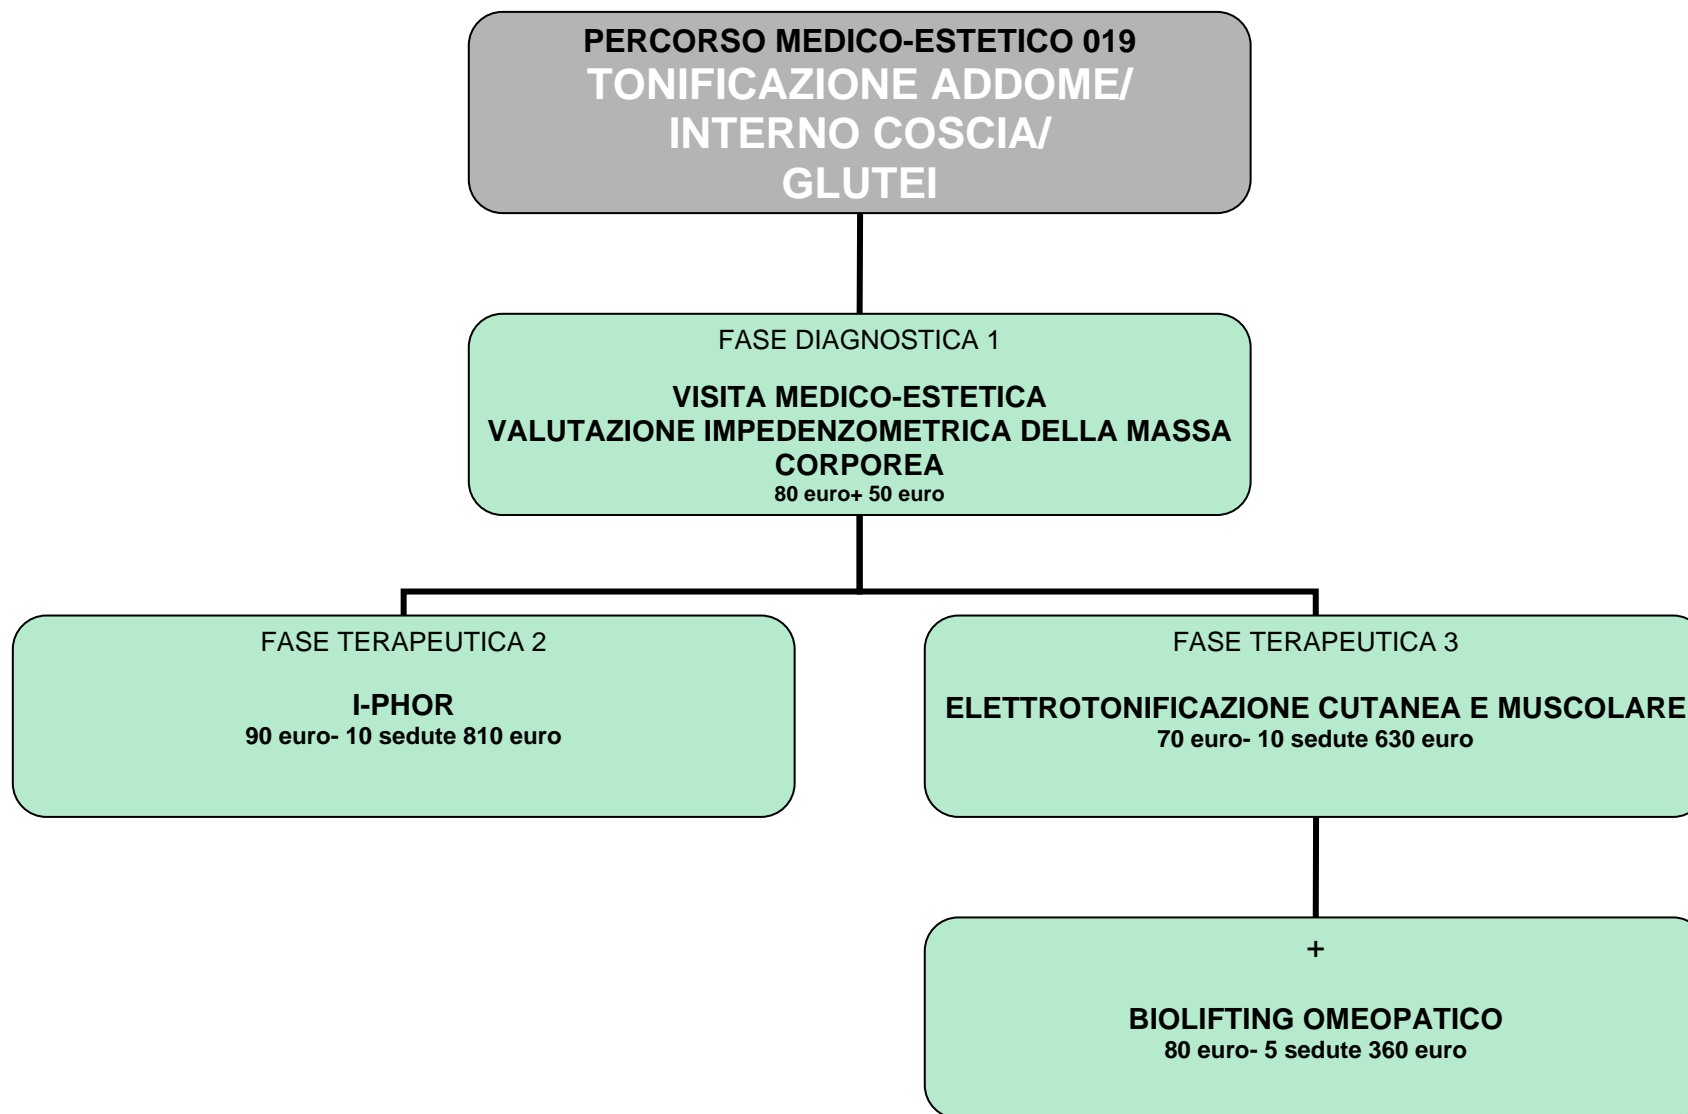 PERCORSO MEDICO-ESTETICO 019
TONIFICAZIONE ADDOME/
INTERNO COSCIA/
GLUTEI
FASE DIAGNOSTICA 1
VISITA MEDICO-ESTETICA
VALUTAZIONE IMPEDENZOMETRICA DELLA MASSA
CORPOREA
80 euro+ 50 euro
FASE TERAPEUTICA 2
I-PHOR
90 euro- 10 sedute 810 euro
FASE TERAPEUTICA 3
ELETTROTONIFICAZIONE CUTANEA E MUSCOLARE
70 euro- 10 sedute 630 euro
+
BIOLIFTING OMEOPATICO
80 euro- 5 sedute 360 euro